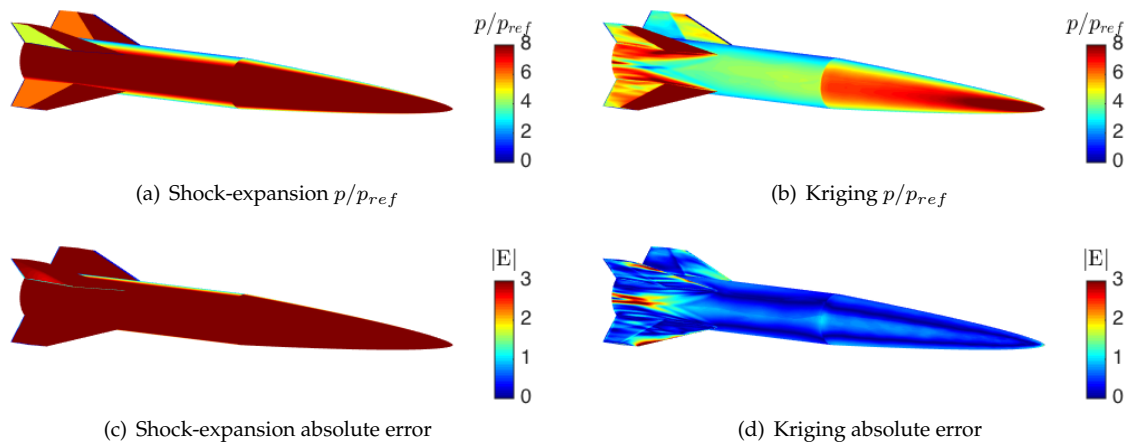 p/p_ref
8
6
4
2
0
(a) Shock-expansion p/p_ref
p/p_ref
8
6
4
2
0
(b) Kriging p/p_ref
|E|
3
2
1
0
(c) Shock-expansion absolute error
|E|
3
2
1
0
(d) Kriging absolute error